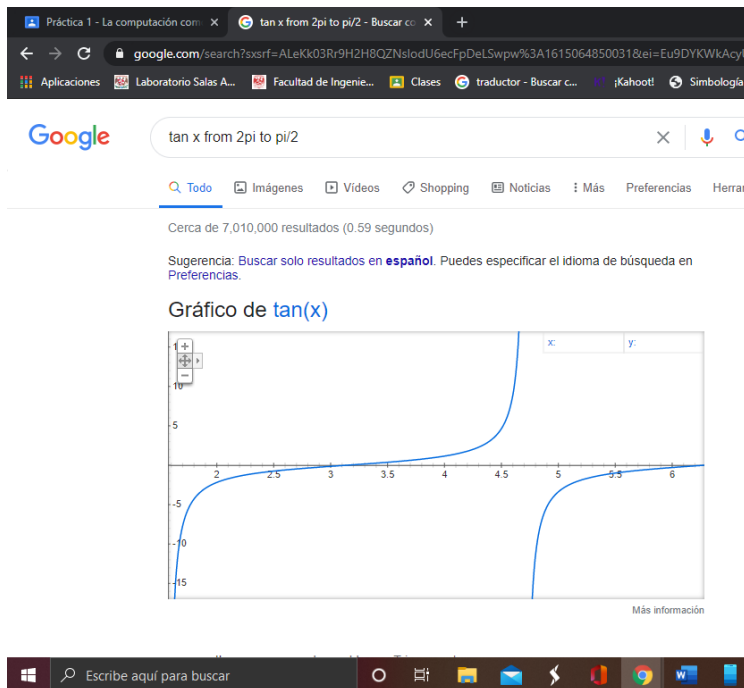 Práctica 1 - La computación com
tan x from 2pi to pi/2 - Buscar co
google.com/search?sxsrf=ALeKk03Rr9H2H8QZNslodU6ecFpDeLSwpw%3A1615064850031&ei=Eu9DYKWkAcyU
Aplicaciones
Laboratorio Salas A...
Facultad de Ingenie...
Clases
traductor - Buscar c...
¡Kahoot!
Simbología
Google
tan x from 2pi to pi/2
Todo
Imágenes
Vídeos
Shopping
Noticias
Más
Preferencias
Herrar
Cerca de 7,010,000 resultados (0.59 segundos)
Sugerencia: Buscar solo resultados en español. Puedes especificar el idioma de búsqueda en
Preferencias.
Gráfico de tan(x)
x:
y:
10
5
2 2.5 3 3.5 4 4.5 5 5.5 6
-5
-10
-15
Más información
Escribe aquí para buscar